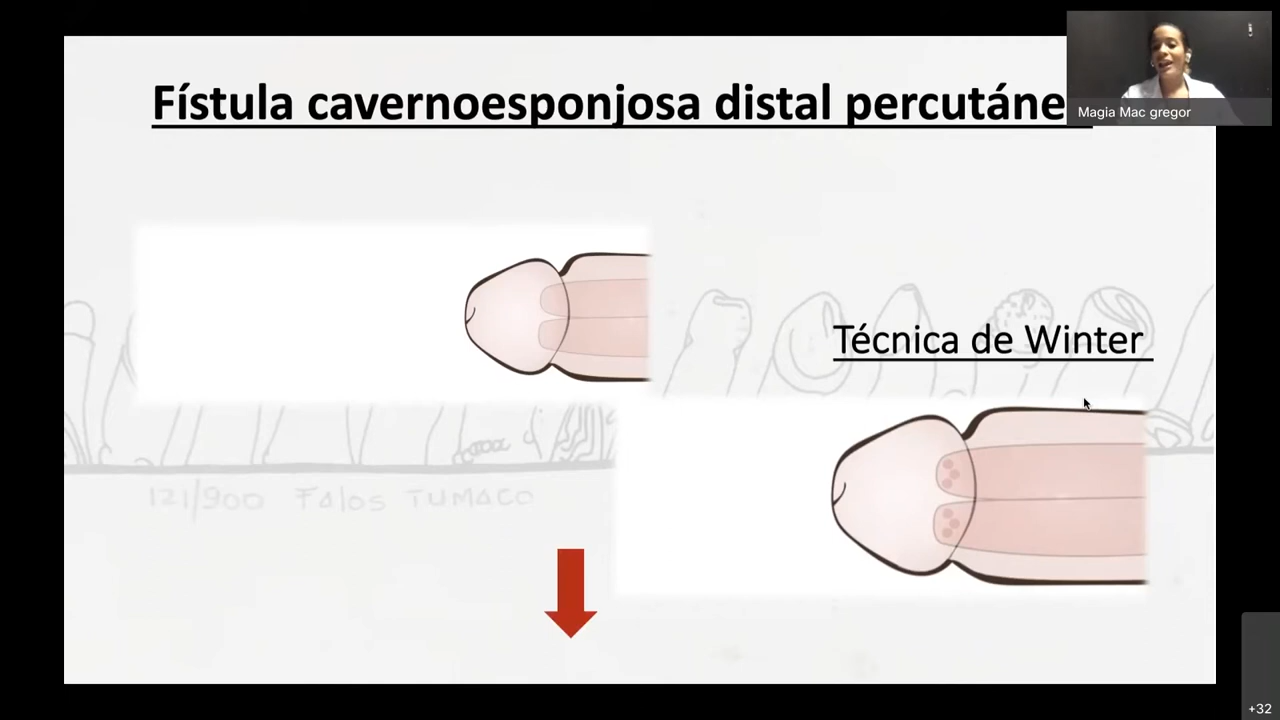 Fístula cavernoesponjosa distal percutáne
Magia Mac gregor
Técnica de Winter
121/900 Falos TUMACO
+32